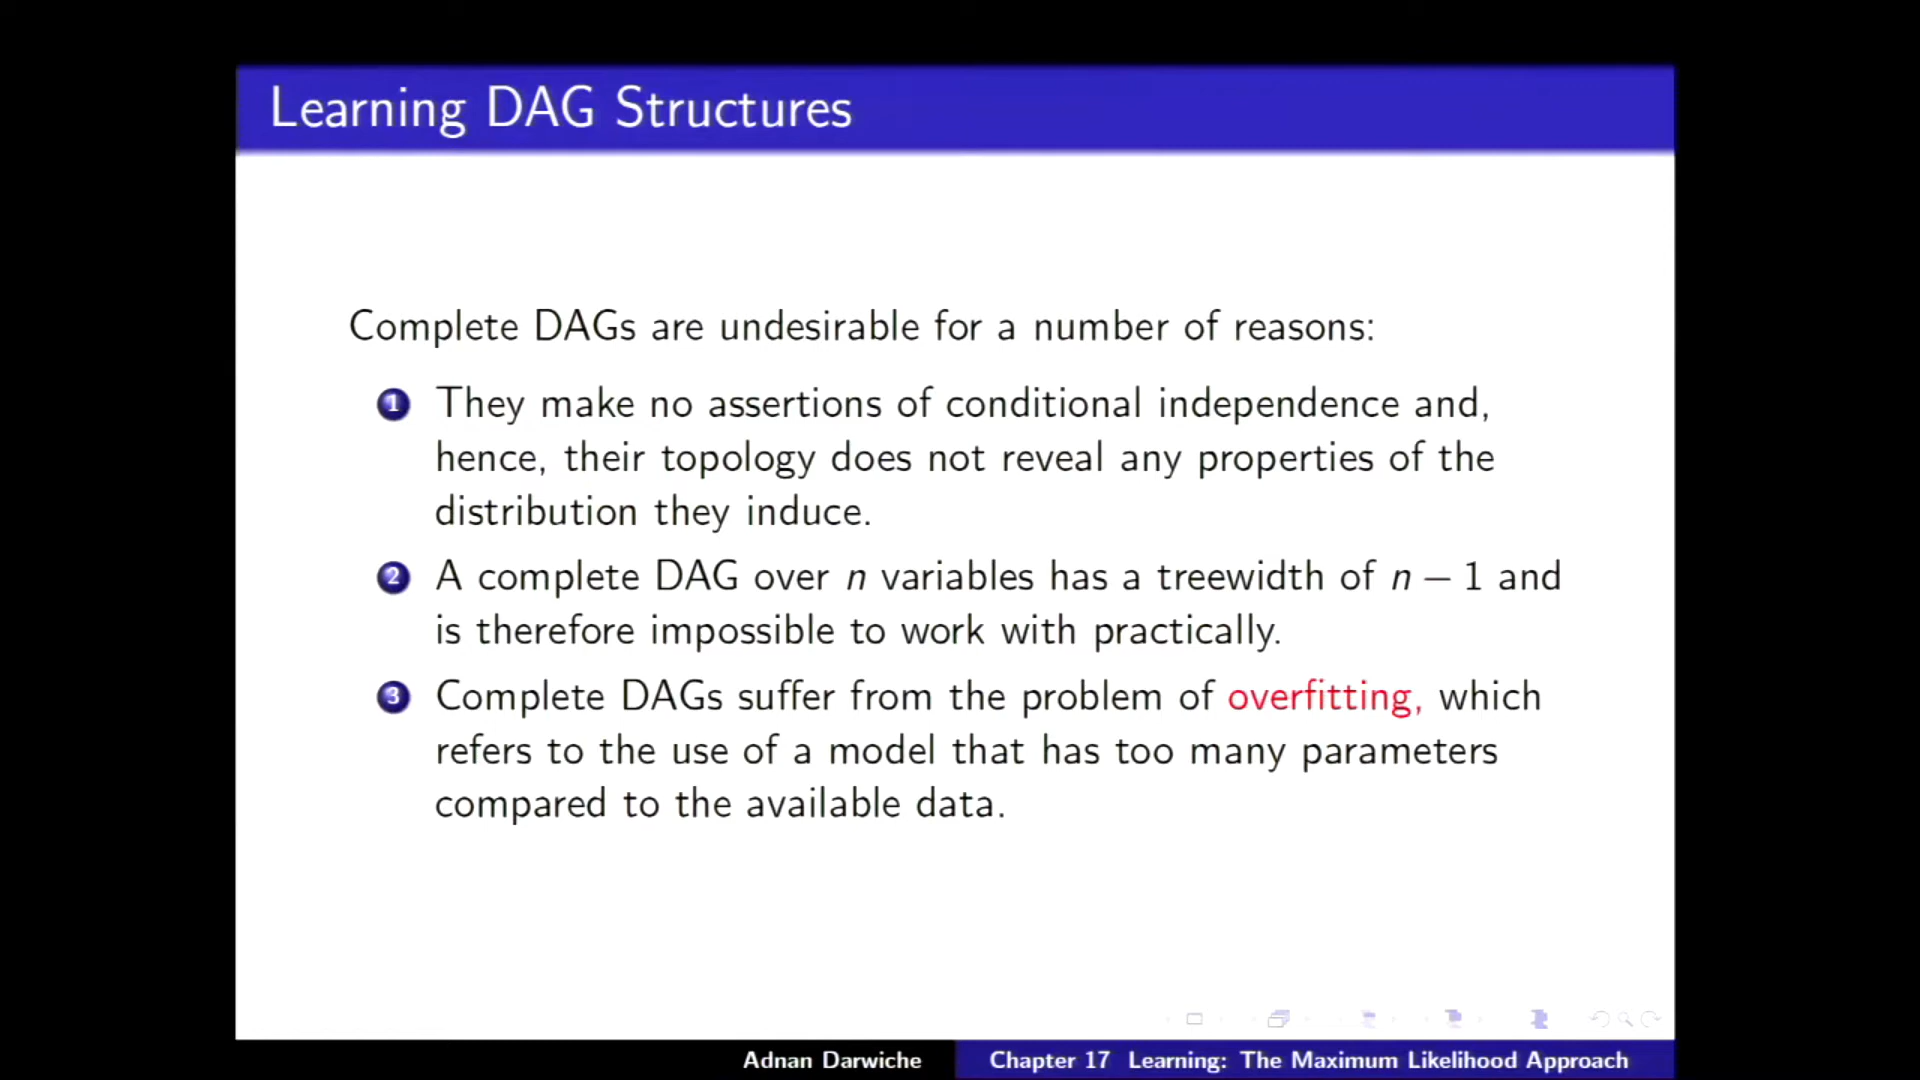 Learning DAG Structures
Complete DAGs are undesirable for a number of reasons:
1 They make no assertions of conditional independence and,
hence, their topology does not reveal any properties of the
distribution they induce.
2 A complete DAG over n variables has a treewidth of n − 1 and
is therefore impossible to work with practically.
3 Complete DAGs suffer from the problem of overfitting, which
refers to the use of a model that has too many parameters
compared to the available data.
Adnan Darwiche Chapter 17 Learning: The Maximum Likelihood Approach